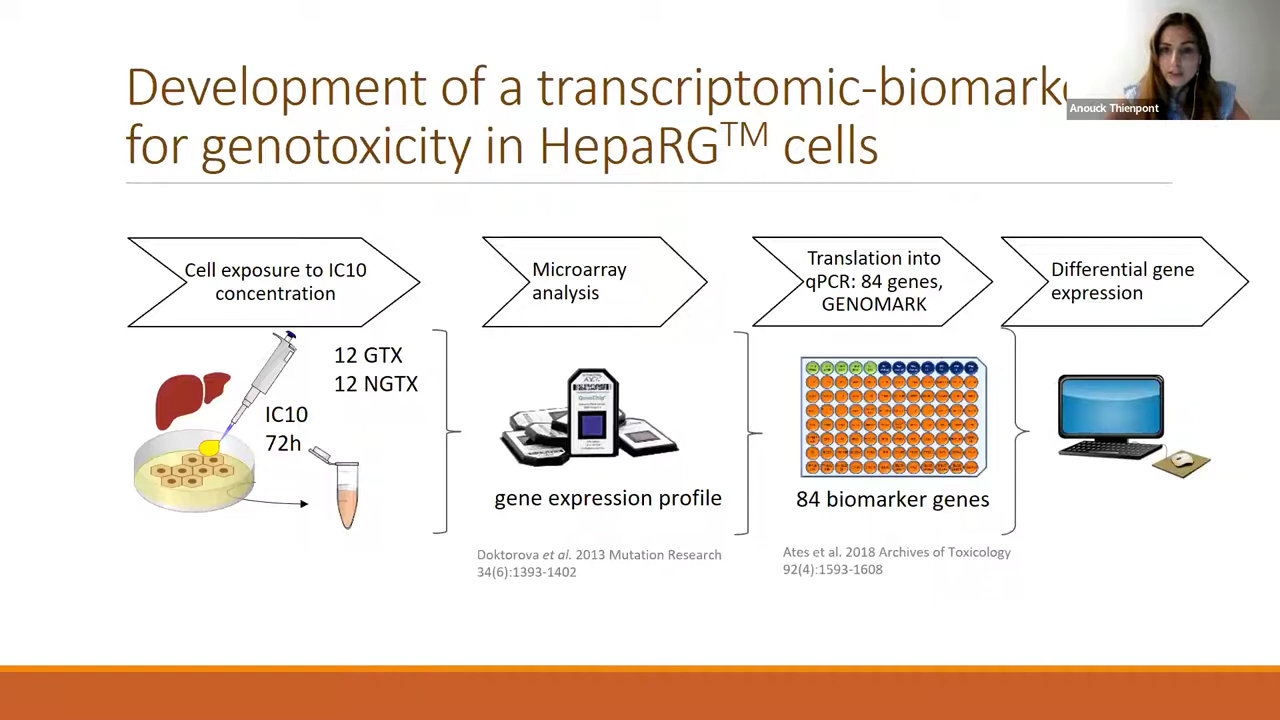 Development of a transcriptomic-biomarke
for genotoxicity in HepaRG™ cells
Anouck Thienpont
Cell exposure to IC10
concentration
Microarray
analysis
Translation into
qPCR: 84 genes,
GENOMARK
Differential gene
expression
12 GTX
12 NGTX
IC10
72h
GeneChip
gene expression profile
84 biomarker genes
Doktorova et al. 2013 Mutation Research
34(6):1393-1402
Ates et al. 2018 Archives of Toxicology
92(4):1593-1608